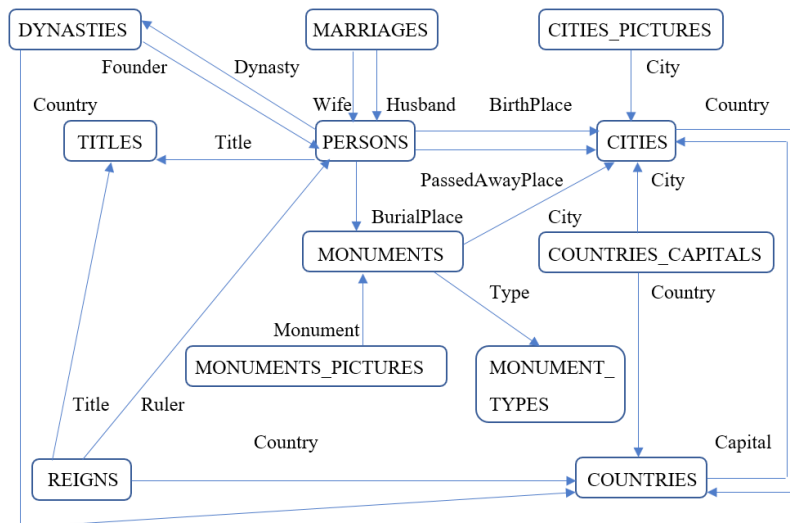 DYNASTIES
MARRIAGES
CITIES_PICTURES
Founder
Dynasty
City
Country
Wife
Husband
BirthPlace
Country
TITLES
Title
PERSONS
CITIES
PassedAwayPlace
City
BurialPlace
City
MONUMENTS
COUNTRIES_CAPITALS
Type
Country
Monument
MONUMENTS_PICTURES
MONUMENT_
TYPES
Title
Ruler
Country
Capital
REIGNS
COUNTRIES